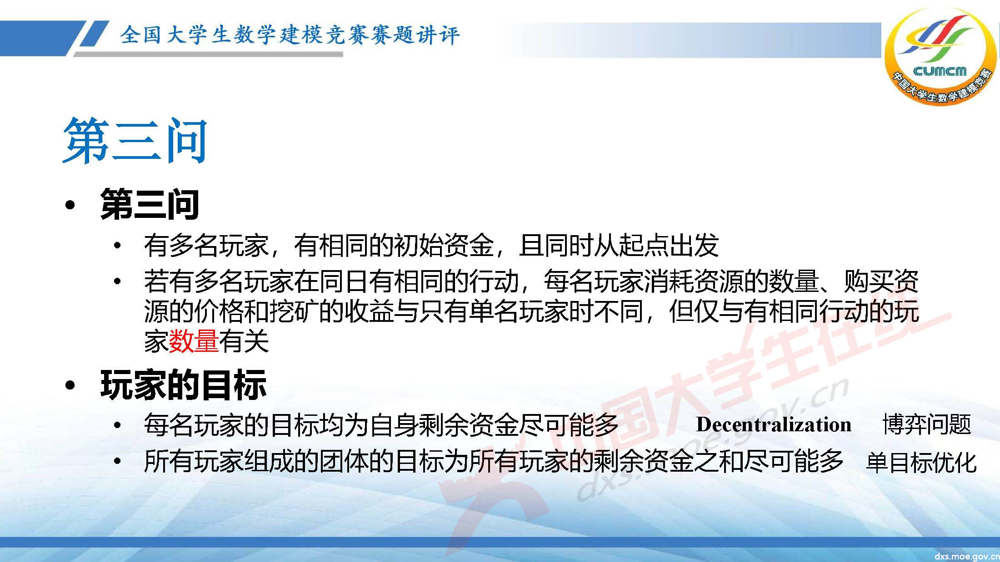 全国大学生数学建模竞赛赛题讲评
CUMCM
中国大学生数学建模竞赛
第三问
• 第三问
• 有多名玩家，有相同的初始资金，且同时从起点出发
• 若有多名玩家在同日有相同的行动，每名玩家消耗资源的数量、购买资
源的价格和挖矿的收益与只有单名玩家时不同，但仅与有相同行动的玩
家数量有关
• 玩家的目标
• 每名玩家的目标均为自身剩余资金尽可能多 Decentralization 博弈问题
• 所有玩家组成的团体的目标为所有玩家的剩余资金之和尽可能多 单目标优化
中国大学生在线
dxs.moe.gov.cn
dxs.moe.gov.cn